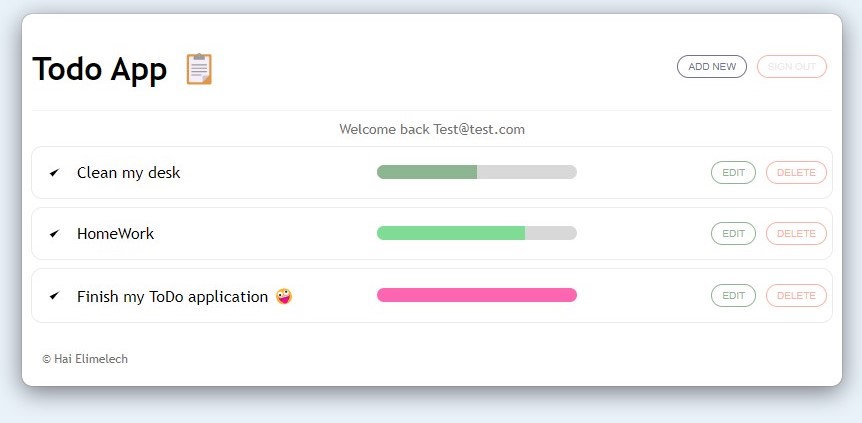 Todo App
ADD NEW
SIGN OUT
Welcome back Test@test.com
Clean my desk
EDIT
DELETE
HomeWork
EDIT
DELETE
Finish my ToDo application 🤪
EDIT
DELETE
© Hai Elimelech